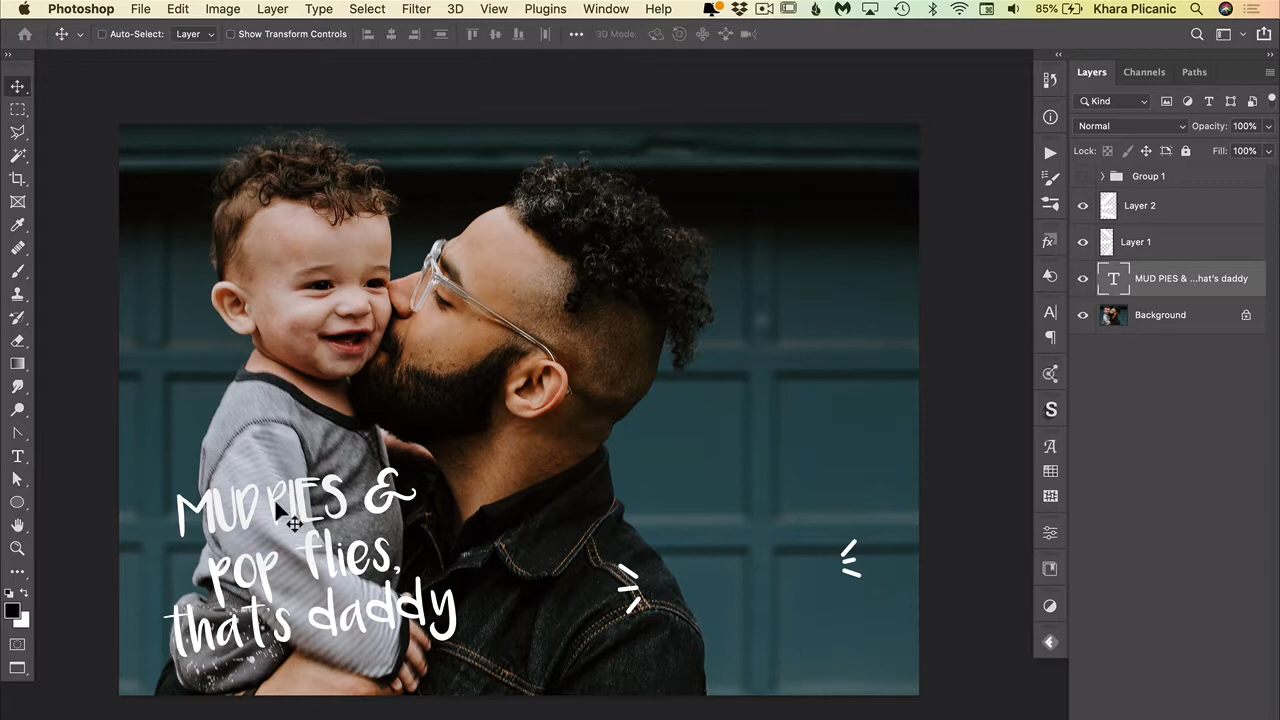 Photoshop File Edit Image Layer Type Select Filter 3D View Plugins Window Help 85% Khara Plicanic
Auto-Select: Layer Show Transform Controls 3D Mode:
Layers Channels Paths
Kind
Normal Opacity: 100%
Lock: Fill: 100%
Group 1
Layer 2
Layer 1
T MUD PIES & ...hat's daddy
Background
MUD PIES &
pop flies,
that's daddy